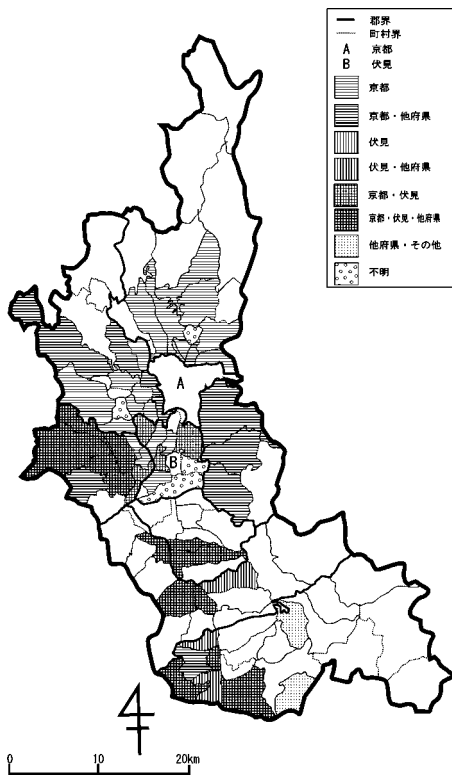 郡界
町村界
A 京都
B 伏見
京都
京都・他府県
伏見
伏見・他府県
京都・伏見
京都・伏見・他府県
他府県・その他
不明
A
B
0 10 20km